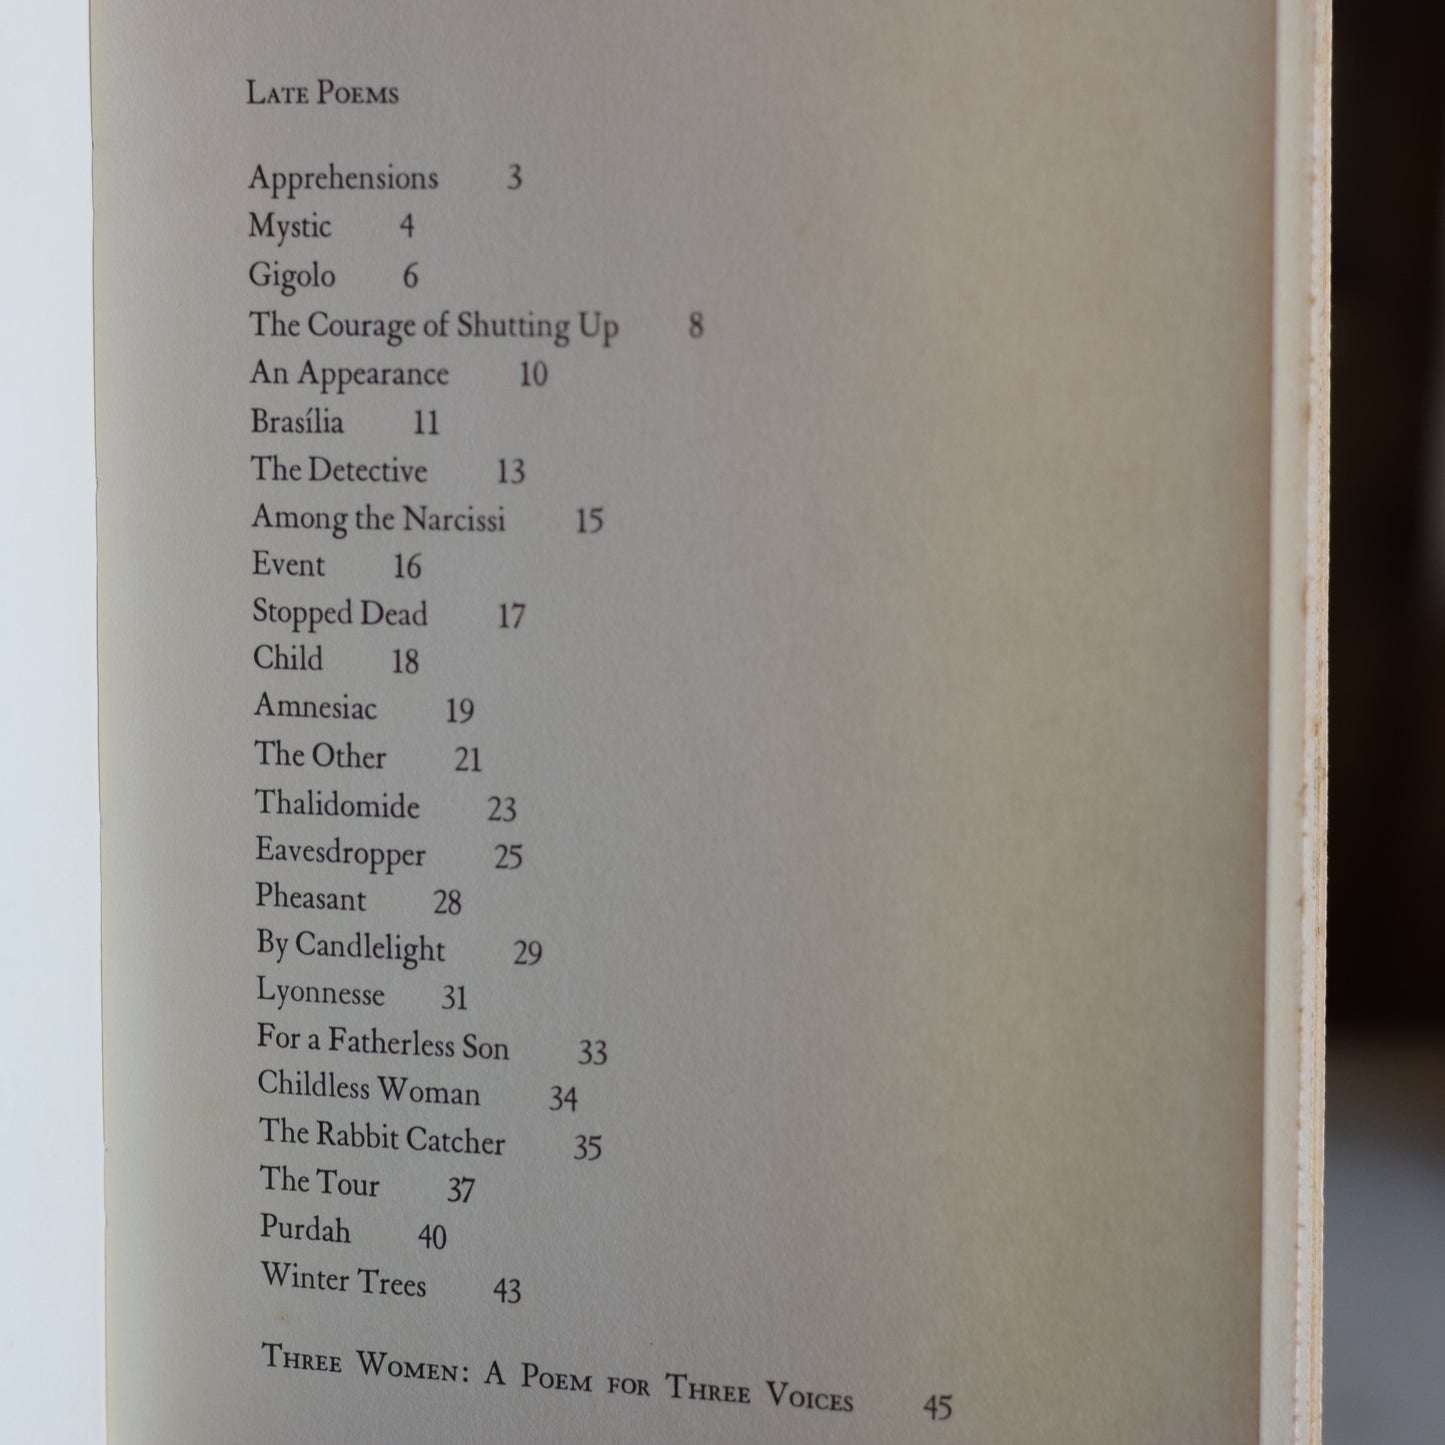 Late Poems
Apprehensions 3
Mystic 4
Gigolo 6
The Courage of Shutting Up 8
An Appearance 10
Brasília 11
The Detective 13
Among the Narcissi 15
Event 16
Stopped Dead 17
Child 18
Amnesiac 19
The Other 21
Thalidomide 23
Eavesdropper 25
Pheasant 28
By Candlelight 29
Lyonnesse 31
For a Fatherless Son 33
Childless Woman 34
The Rabbit Catcher 35
The Tour 37
Purdah 40
Winter Trees 43
Three Women: A Poem for Three Voices 45